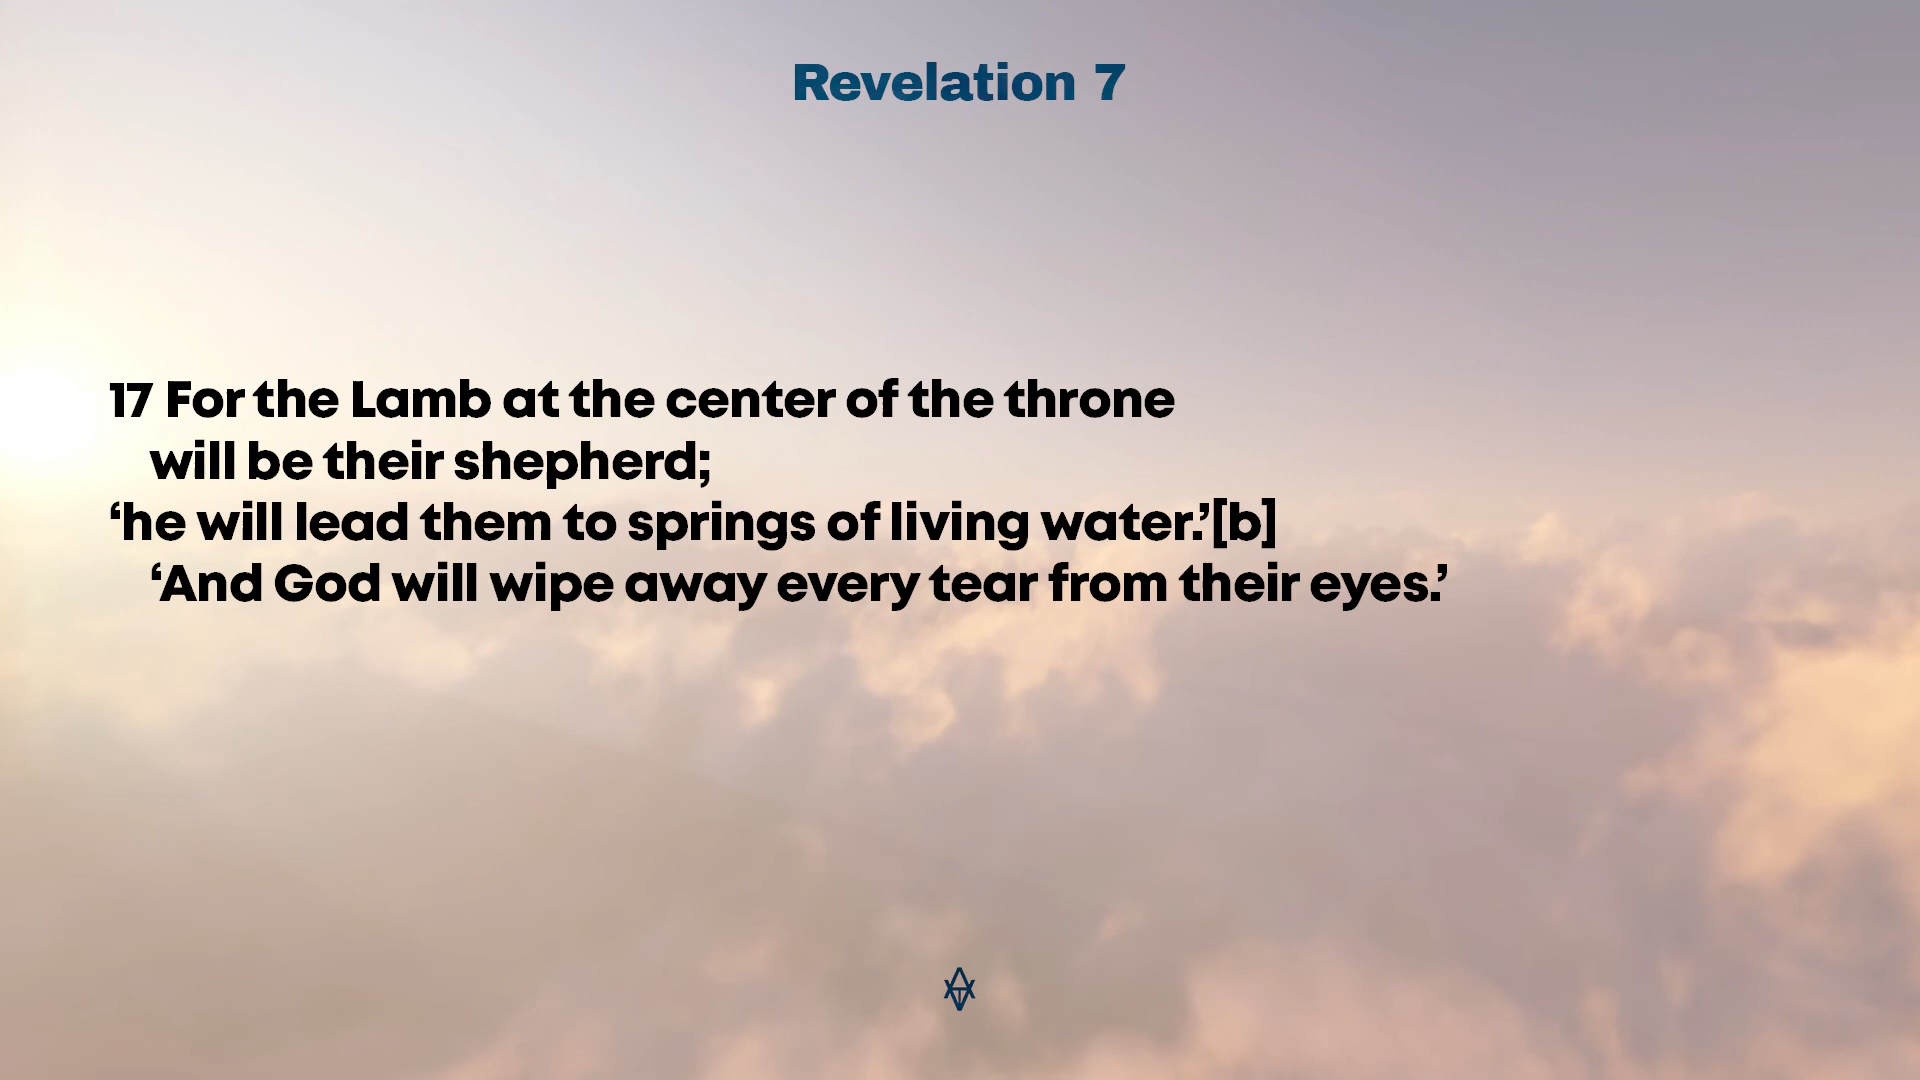 Revelation 7
17 For the Lamb at the center of the throne
will be their shepherd;
‘he will lead them to springs of living water.’[b]
‘And God will wipe away every tear from their eyes.’